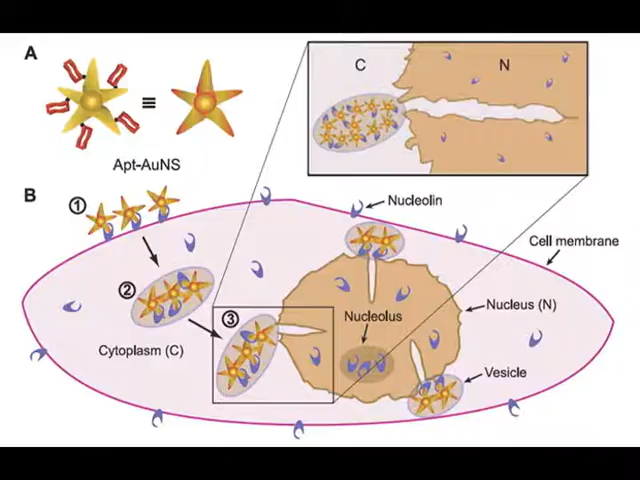 A
≡
Apt-AuNS
C
N
B
①
Nucleolin
Cell membrane
②
③
Nucleolus
Nucleus (N)
Cytoplasm (C)
Vesicle